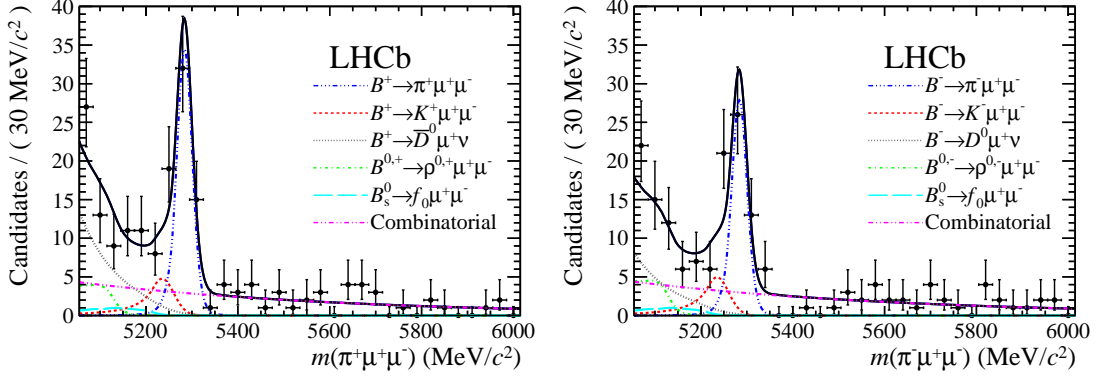 Candidates / ( 30 MeV/c²)
40
35
30
25
20
15
10
5
0
LHCb
B⁺→π⁺μ⁺μ⁻
B⁺→K⁺μ⁺μ⁻
B⁺→D̅⁰μ⁺ν
B⁰,⁺→ρ⁰,⁺μ⁺μ⁻
Bₛ⁰→f₀μ⁺μ⁻
Combinatorial
5200 5400 5600 5800 6000
m(π⁺μ⁺μ⁻) (MeV/c²)
Candidates / ( 30 MeV/c²)
40
35
30
25
20
15
10
5
0
LHCb
B⁻→π⁻μ⁺μ⁻
B⁻→K⁻μ⁺μ⁻
B⁻→D⁰μ⁺ν
B⁰,⁻→ρ⁰,⁻μ⁺μ⁻
Bₛ⁰→f₀μ⁺μ⁻
Combinatorial
5200 5400 5600 5800 6000
m(π⁻μ⁺μ⁻) (MeV/c²)